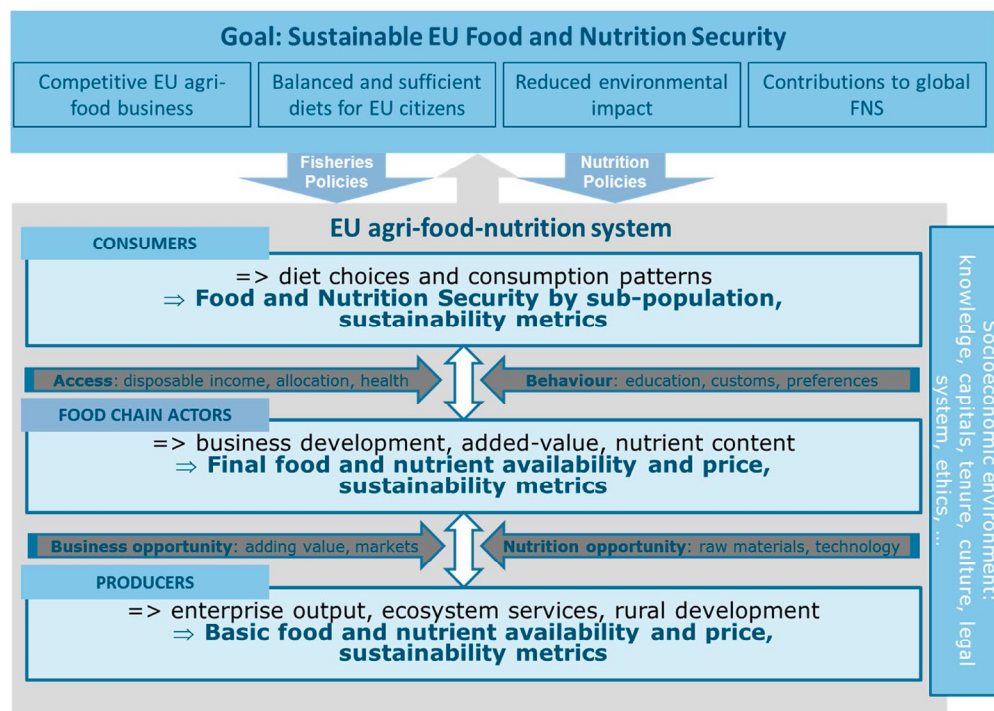 Goal: Sustainable EU Food and Nutrition Security
Competitive EU agri-
food business
Balanced and sufficient
diets for EU citizens
Reduced environmental
impact
Contributions to global
FNS
Fisheries
Policies
Nutrition
Policies
EU agri-food-nutrition system
CONSUMERS
=> diet choices and consumption patterns
⇒ Food and Nutrition Security by sub-population,
sustainability metrics
Access: disposable income, allocation, health
Behaviour: education, customs, preferences
FOOD CHAIN ACTORS
=> business development, added-value, nutrient content
⇒ Final food and nutrient availability and price,
sustainability metrics
Business opportunity: adding value, markets
Nutrition opportunity: raw materials, technology
PRODUCERS
=> enterprise output, ecosystem services, rural development
⇒ Basic food and nutrient availability and price,
sustainability metrics
Socioeconomic environment:
knowledge, capitals, tenure, culture, legal
system, ethics, ...